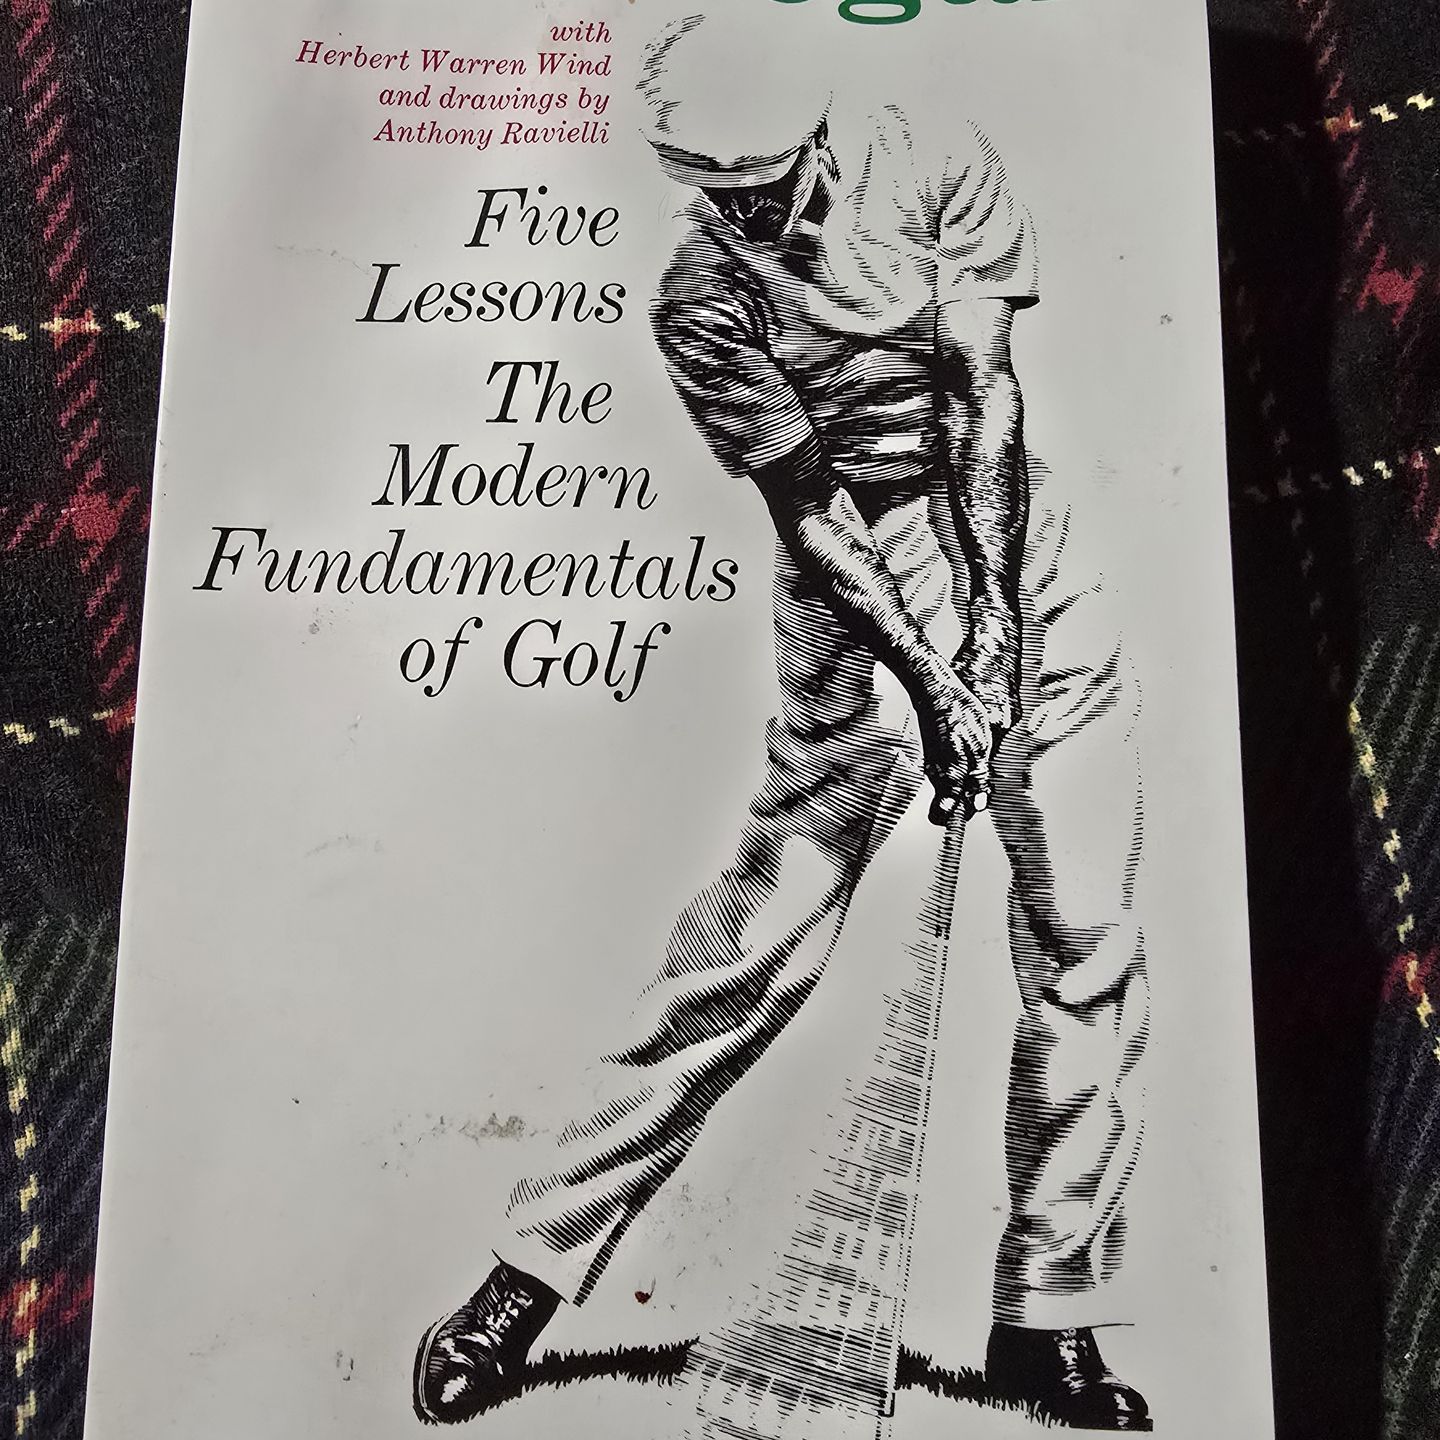 with
Herbert Warren Wind
and drawings by
Anthony Ravielli
Five
Lessons
The
Modern
Fundamentals
of Golf